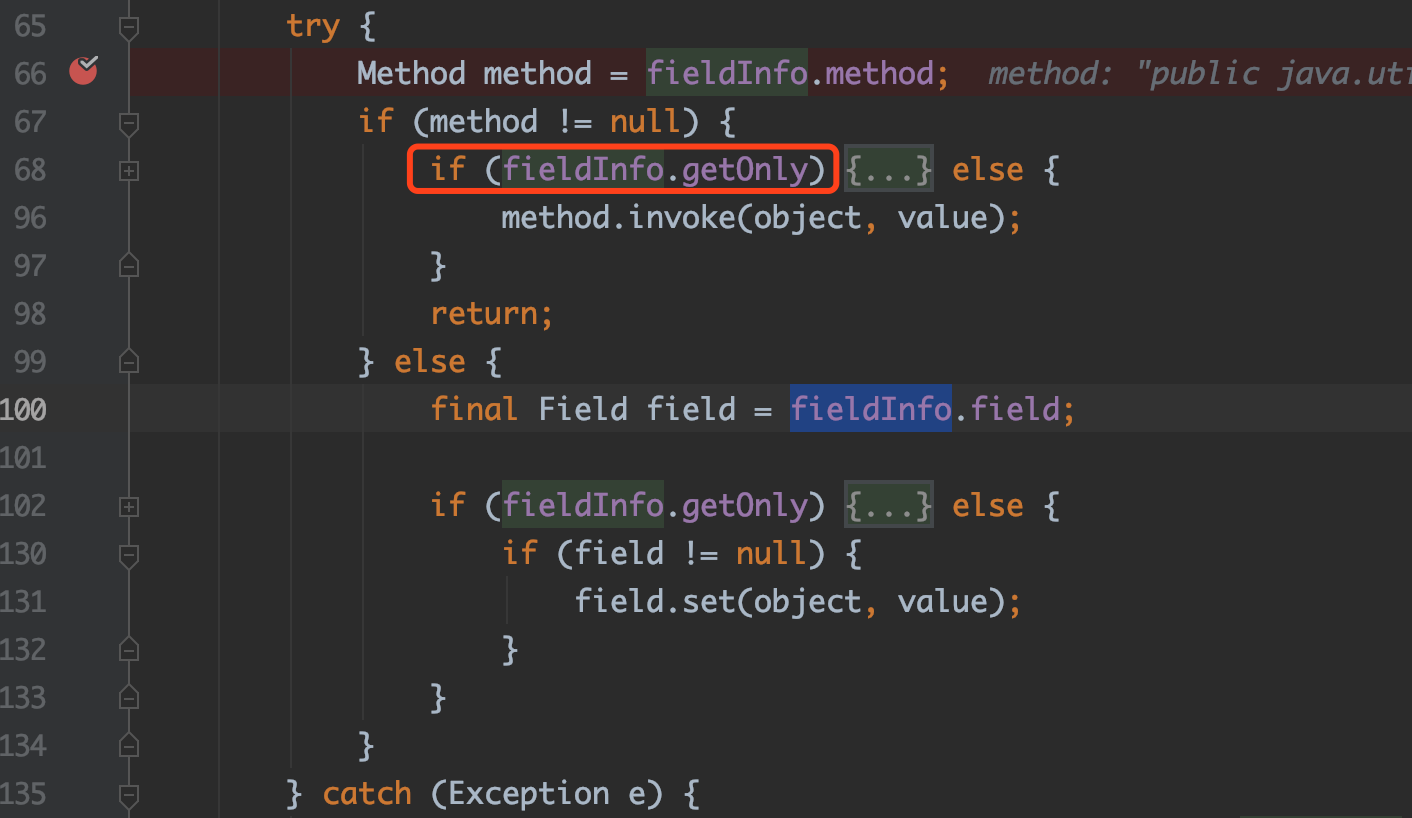 65 try {
66 Method method = fieldInfo.method; method: "public java.uti
67 if (method != null) {
68 if (fieldInfo.getOnly) {...} else {
96 method.invoke(object, value);
97 }
98 return;
99 } else {
100 final Field field = fieldInfo.field;
101
102 if (fieldInfo.getOnly) {...} else {
130 if (field != null) {
131 field.set(object, value);
132 }
133 }
134 }
135 } catch (Exception e) {